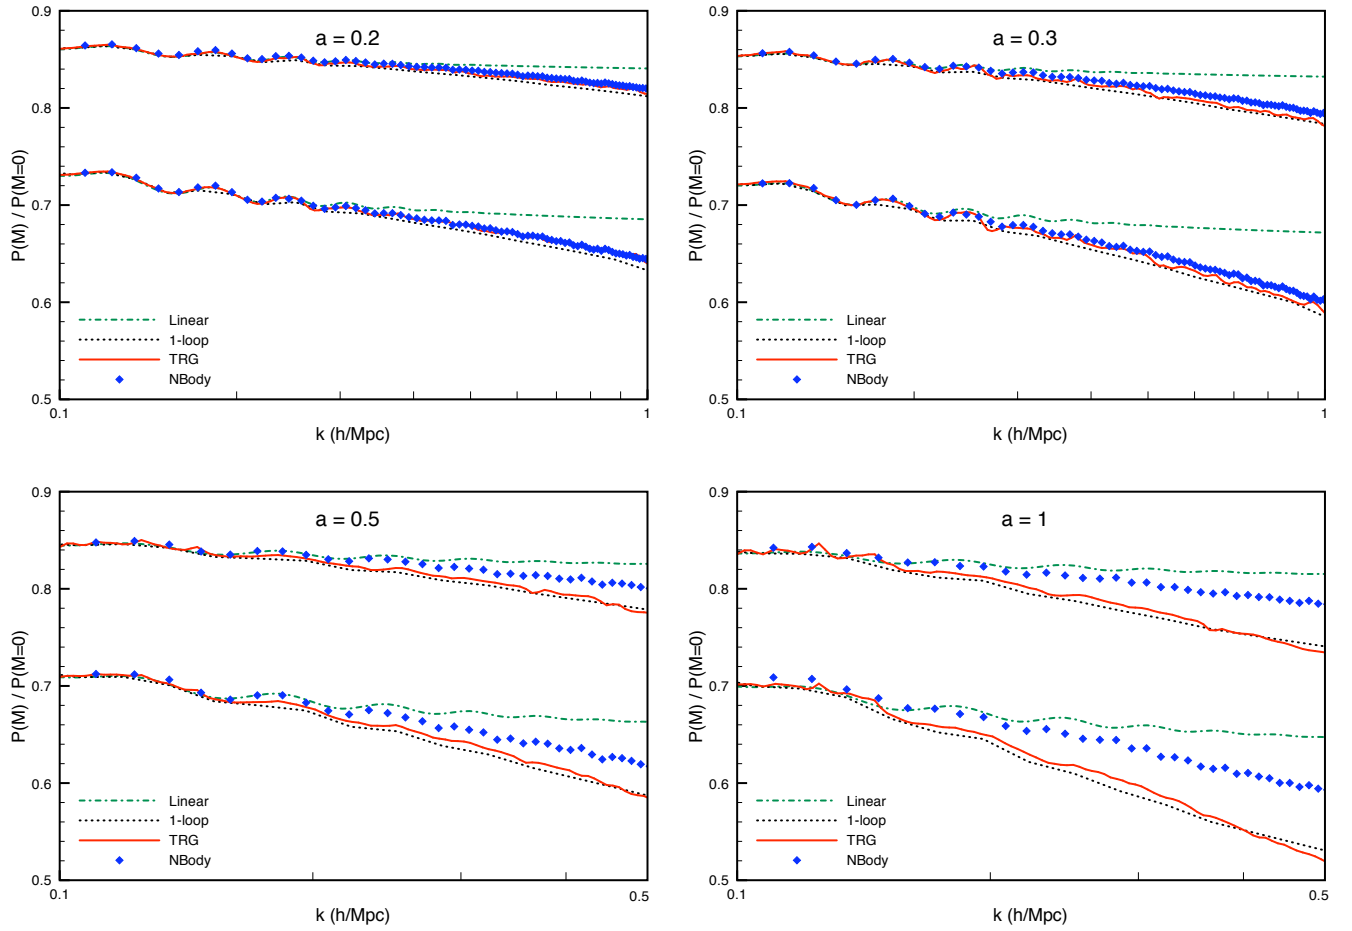 a = 0.2
0.9
0.8
0.7
0.6
0.5
P(M) / P(M=0)
Linear
1-loop
TRG
NBody
0.1
1
k (h/Mpc)
a = 0.3
0.9
0.8
0.7
0.6
0.5
P(M) / P(M=0)
Linear
1-loop
TRG
NBody
0.1
1
k (h/Mpc)
a = 0.5
0.9
0.8
0.7
0.6
0.5
P(M) / P(M=0)
Linear
1-loop
TRG
NBody
0.1
0.5
k (h/Mpc)
a = 1
0.9
0.8
0.7
0.6
0.5
P(M) / P(M=0)
Linear
1-loop
TRG
NBody
0.1
0.5
k (h/Mpc)